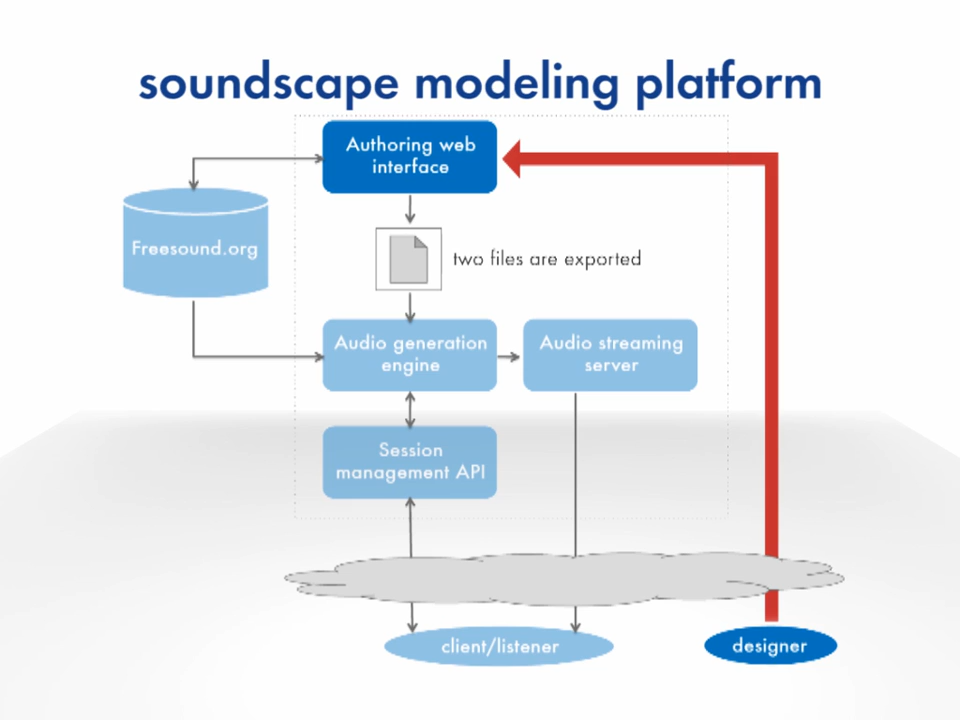 soundscape modeling platform
Authoring web
interface
Freesound.org
two files are exported
Audio generation
engine
Audio streaming
server
Session
management API
client/listener
designer